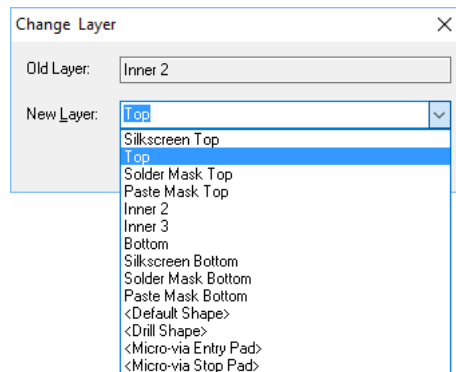 Change Layer
Old Layer: Inner 2
New Layer: Top
Silkscreen Top
Top
Solder Mask Top
Paste Mask Top
Inner 2
Inner 3
Bottom
Silkscreen Bottom
Solder Mask Bottom
Paste Mask Bottom
<Default Shape>
<Drill Shape>
<Micro-via Entry Pad>
<Micro-via Stop Pad>